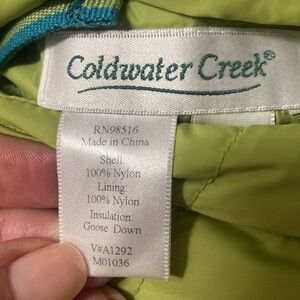 Coldwater Creek®
RN98516
Made in China
Shell:
100% Nylon
Lining:
100% Nylon
Insulation:
Goose Down
V#A1292
M01036